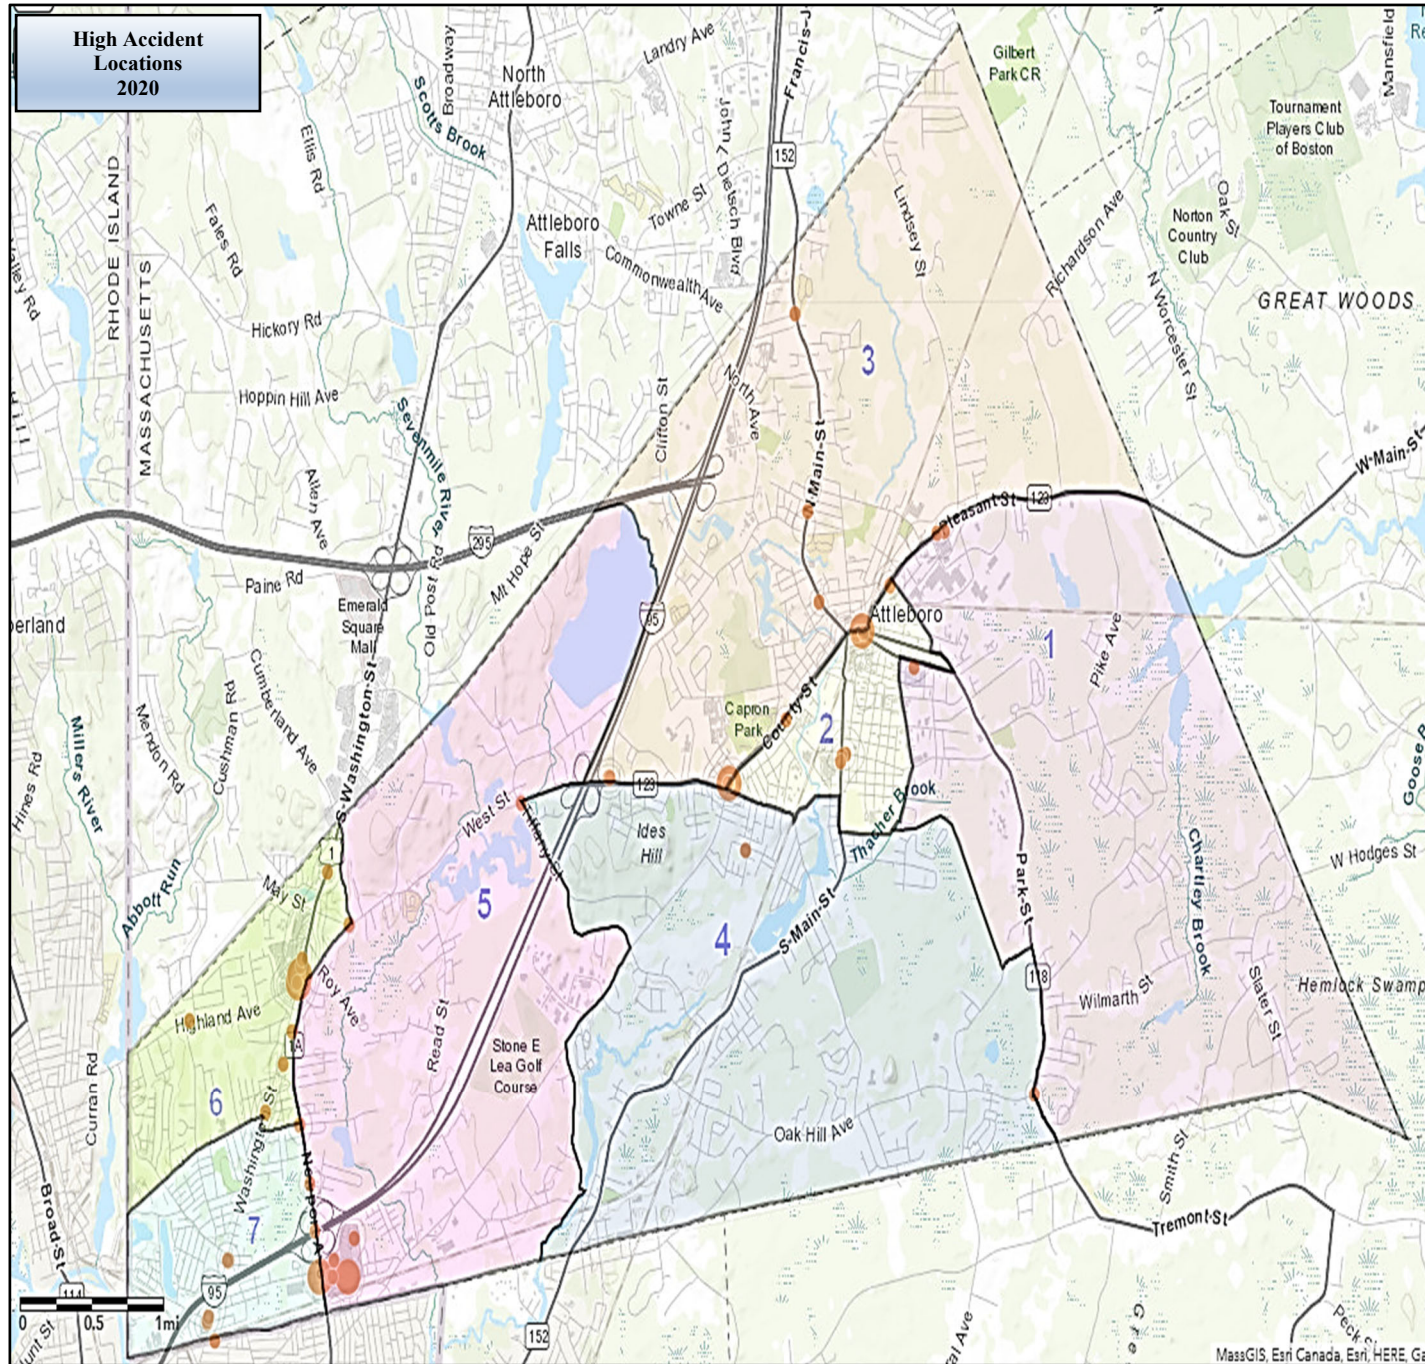 High Accident
Locations
2020
Broadway
North
Attleboro
Landry Ave
Gilbert
Park CR
Mansfield
Scotts Brook
John L Dietsch Blvd
152
Tournament
Players Club
of Boston
Ellis Rd
RHODE ISLAND
MASSACHUSETTS
Fales Rd
Towne St
Attleboro
Falls
Commonwealth Ave
Lindsey St
Richardson Ave
Oak St
Norton
Country
Club
N Worcester St
GREAT WOODS
Hickory Rd
Hoppin Hill Ave
Sevenmile River
Clifton St
North Ave
3
N-Main-St
W-Main-St
Allen Ave
Old Post Rd
295
Mt Hope St
Pleasant-St
123
Paine Rd
Emerald
Square
Mall
95
Attleboro
1
Pike Ave
Cumberland Ave
Cushman Rd
Mendon Rd
Millers River
Hines Rd
S-Washington-St
Capron
Park
County-St
2
123
West St
Tiffany St
Ides
Hill
Thacher Brook
W Hodges St
Abbott Run
1
May St
5
4
S-Main-St
Park-St
Chartley Brook
118
Roy Ave
Highland Ave
1A
Read St
Stone E
Lea Golf
Course
Wilmarth St
Slater St
Hemlock Swamp
Curran Rd
6
Washington St
Oak Hill Ave
Smith St
Broad-St
7
Tremont-St
95
114
0 0.5 1mi
152
Peck St
MassGIS, Esri Canada, Esri, HERE, Ga